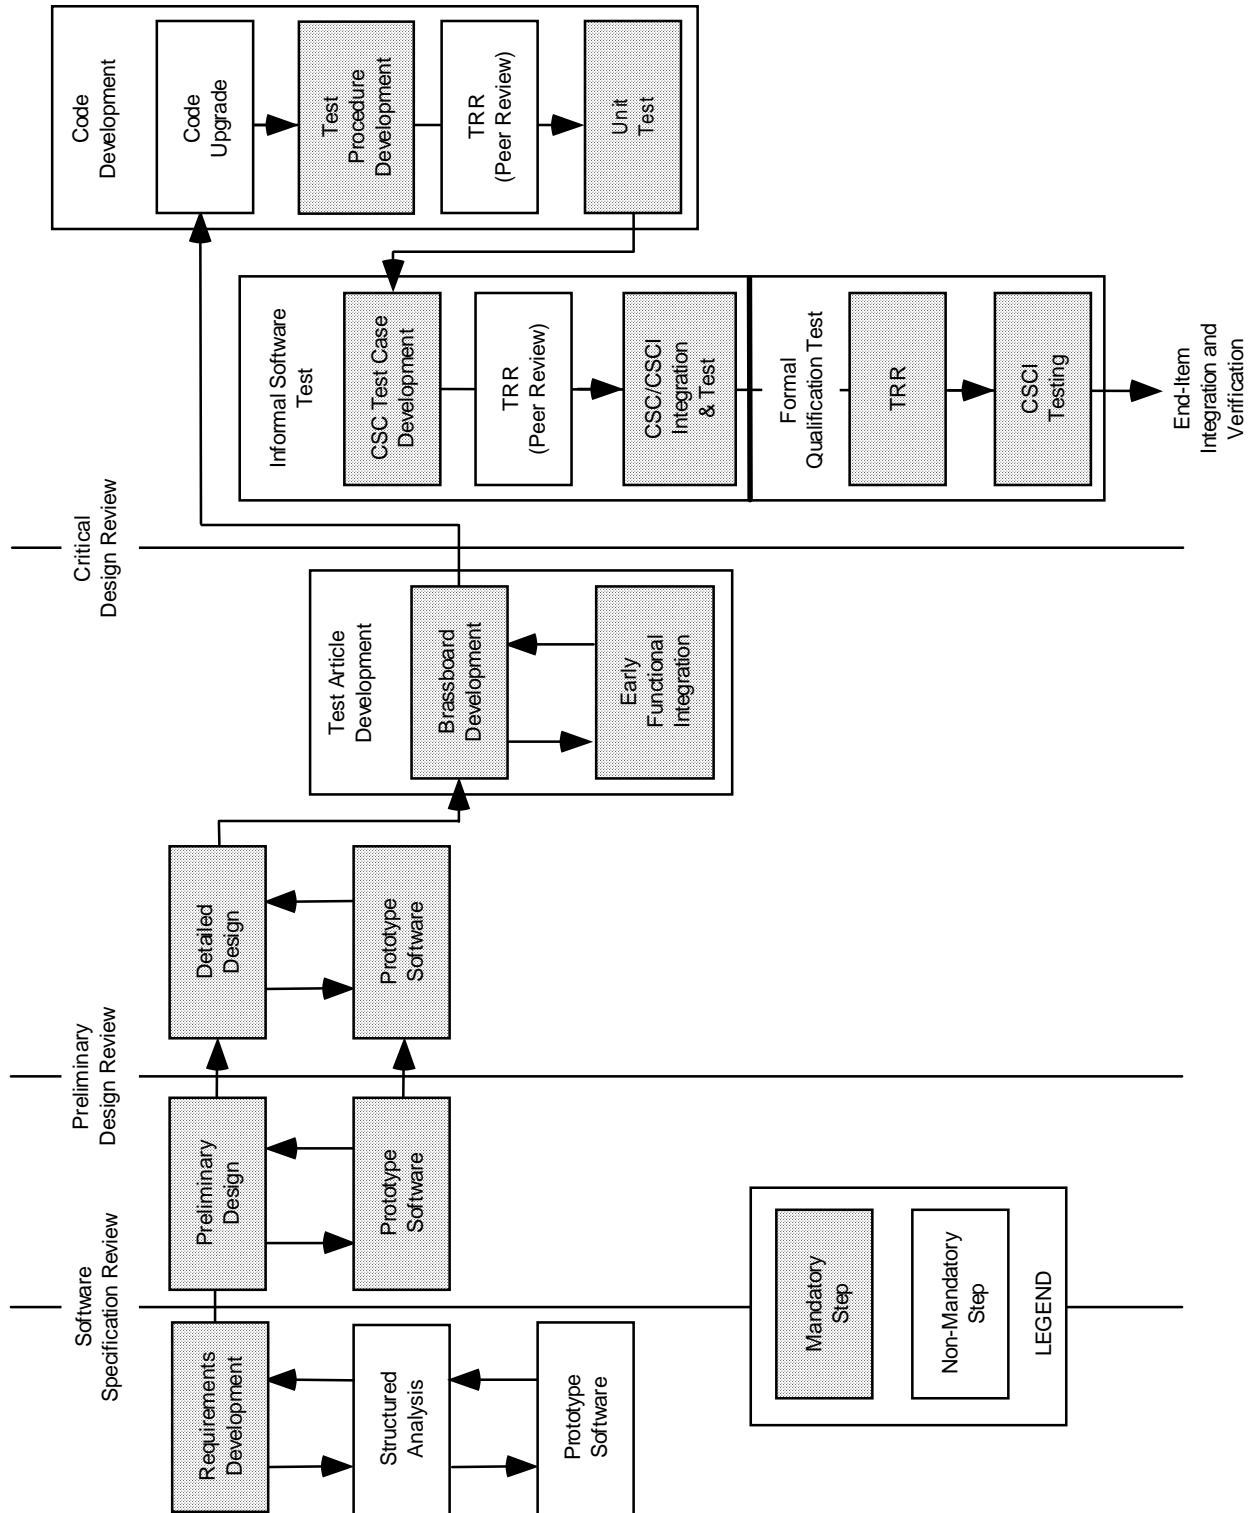 Software
Specification Review
Preliminary
Design Review
Critical
Design Review
Requirements
Development
Structured
Analysis
Prototype
Software
Preliminary
Design
Prototype
Software
Detailed
Design
Prototype
Software
Test Article
Development
Brassboard
Development
Early
Functional
Integration
Code
Development
Code
Upgrade
Test
Procedure
Development
TRR
(Peer Review)
Unit
Test
Informal Software
Test
CSC Test Case
Development
TRR
(Peer Review)
CSC/CSCI
Integration
& Test
Formal
Qualification Test
TRR
CSCI
Testing
End-Item
Integration and
Verification
Mandatory
Step
Non-Mandatory
Step
LEGEND